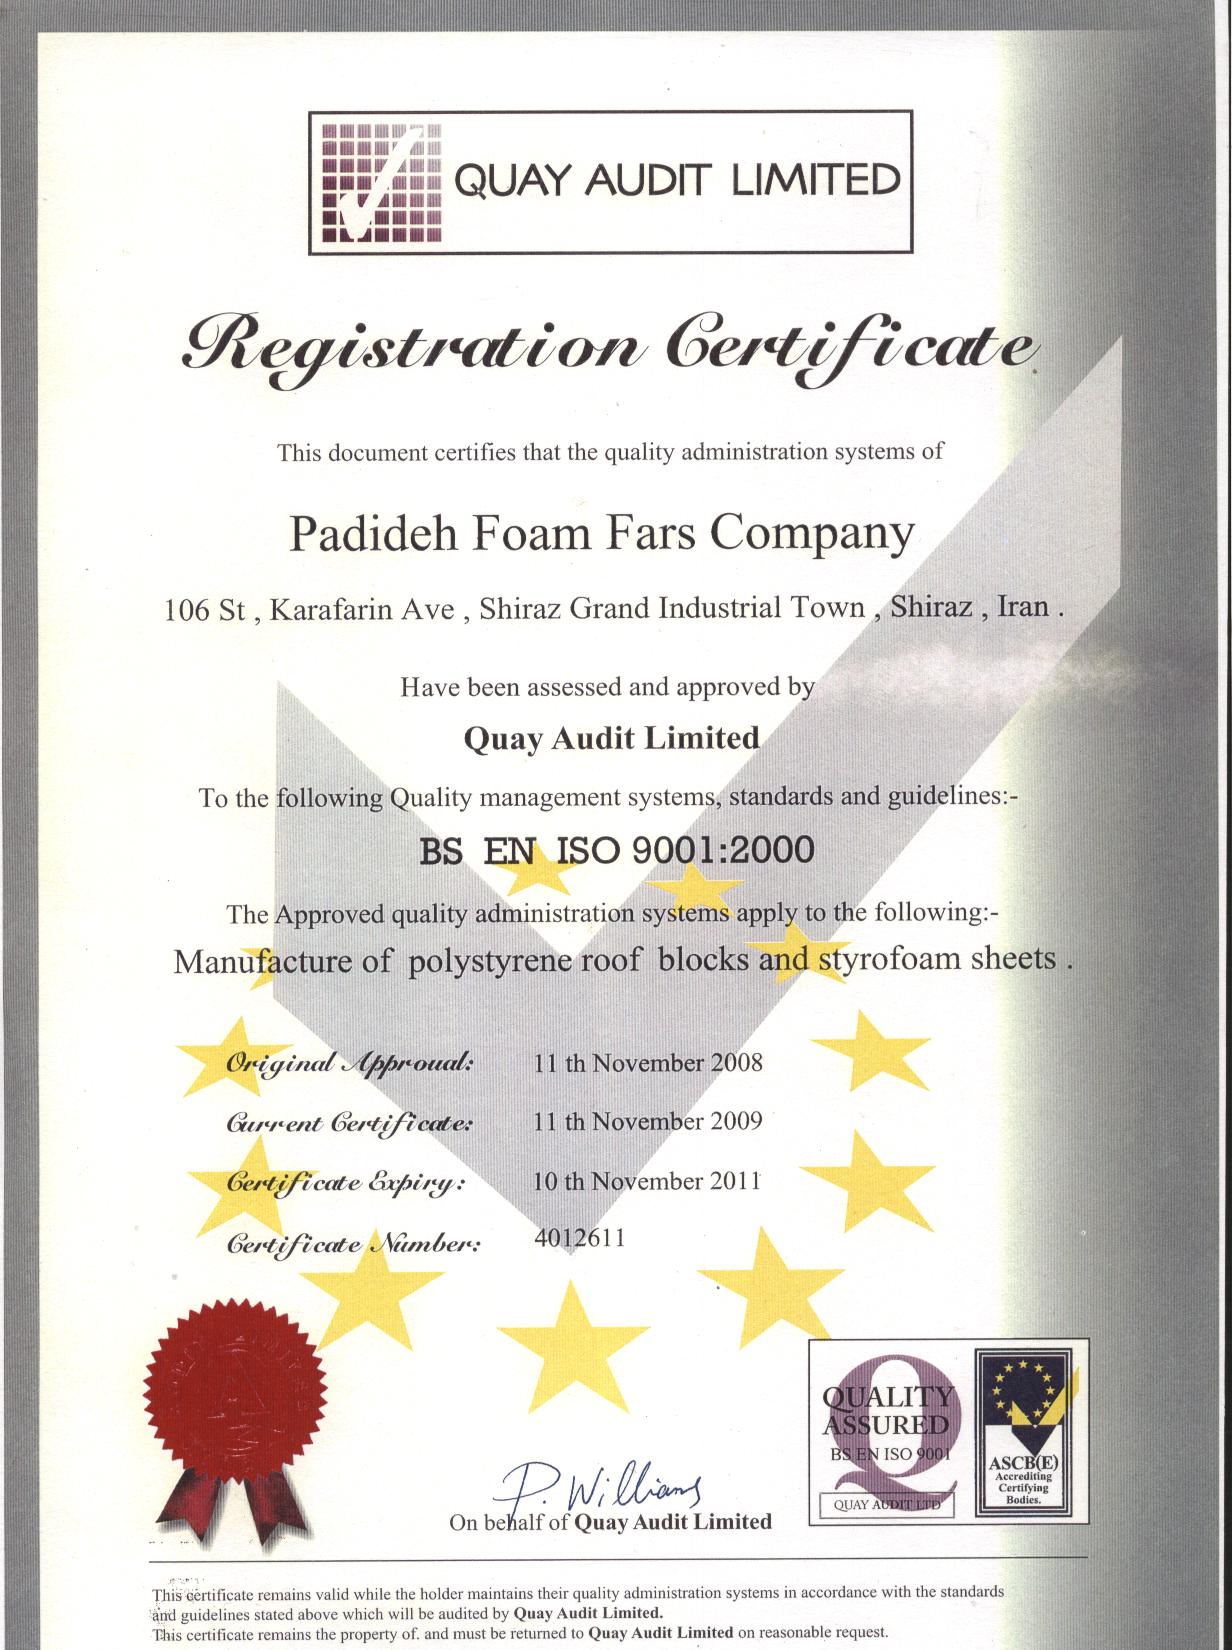 QUAY AUDIT LIMITED
Registration Certificate
This document certifies that the quality administration systems of
Padideh Foam Fars Company
106 St , Karafarin Ave , Shiraz Grand Industrial Town , Shiraz , Iran .
Have been assessed and approved by
Quay Audit Limited
To the following Quality management systems, standards and guidelines:-
BS EN ISO 9001:2000
The Approved quality administration systems apply to the following:-
Manufacture of polystyrene roof blocks and styrofoam sheets .
Original Approual: 11 th November 2008
Current Certificate: 11 th November 2009
Certificate Expiry: 10 th November 2011
Certificate Number: 4012611
QUALITY
ASSURED
BS EN ISO 9001
QUAY AUDIT LTD
ASCB(E)
Accrediting
Certifying
Bodies.
P. Williams
On behalf of Quay Audit Limited
This certificate remains valid while the holder maintains their quality administration systems in accordance with the standards
and guidelines stated above which will be audited by Quay Audit Limited.
This certificate remains the property of. and must be returned to Quay Audit Limited on reasonable request.